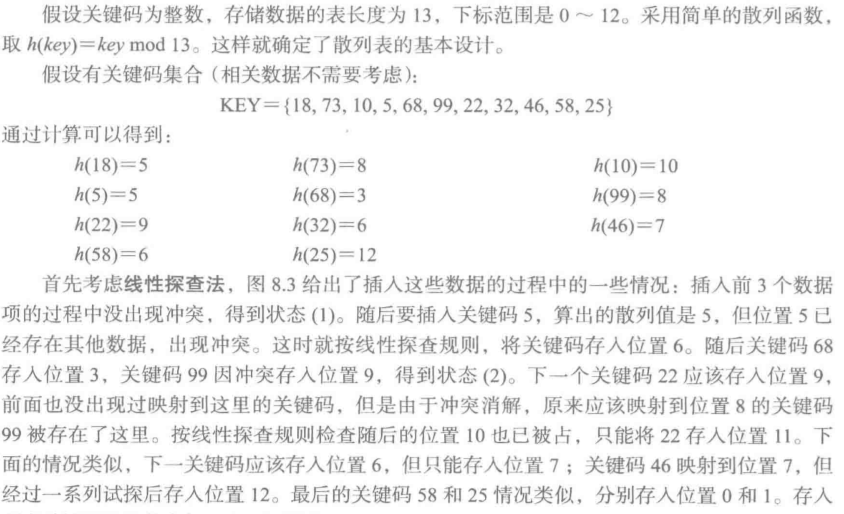 假设关键码为整数，存储数据的表长度为 13，下标范围是 0 ～ 12。采用简单的散列函数，
取 h(key)＝key mod 13。这样就确定了散列表的基本设计。
假设有关键码集合（相关数据不需要考虑）：
KEY＝{18, 73, 10, 5, 68, 99, 22, 32, 46, 58, 25}
通过计算可以得到：
h(18)＝5 h(73)＝8 h(10)＝10
h(5)＝5 h(68)＝3 h(99)＝8
h(22)＝9 h(32)＝6 h(46)＝7
h(58)＝6 h(25)＝12
首先考虑线性探查法，图 8.3 给出了插入这些数据的过程中的一些情况：插入前 3 个数据
项的过程中没出现冲突，得到状态 (1)。随后要插入关键码 5，算出的散列值是 5，但位置 5 已
经存在其他数据，出现冲突。这时就按线性探查规则，将关键码存入位置 6。随后关键码 68
存入位置 3，关键码 99 因冲突存入位置 9，得到状态 (2)。下一个关键码 22 应该存入位置 9，
前面也没出现过映射到这里的关键码，但是由于冲突消解，原来应该映射到位置 8 的关键码
99 被存在了这里。按线性探查规则检查随后的位置 10 也已被占，只能将 22 存入位置 11。下
面的情况类似，下一关键码应该存入位置 6，但只能存入位置 7；关键码 46 映射到位置 7，但
经过一系列试探后存入位置 12。最后的关键码 58 和 25 情况类似，分别存入位置 0 和 1。存入